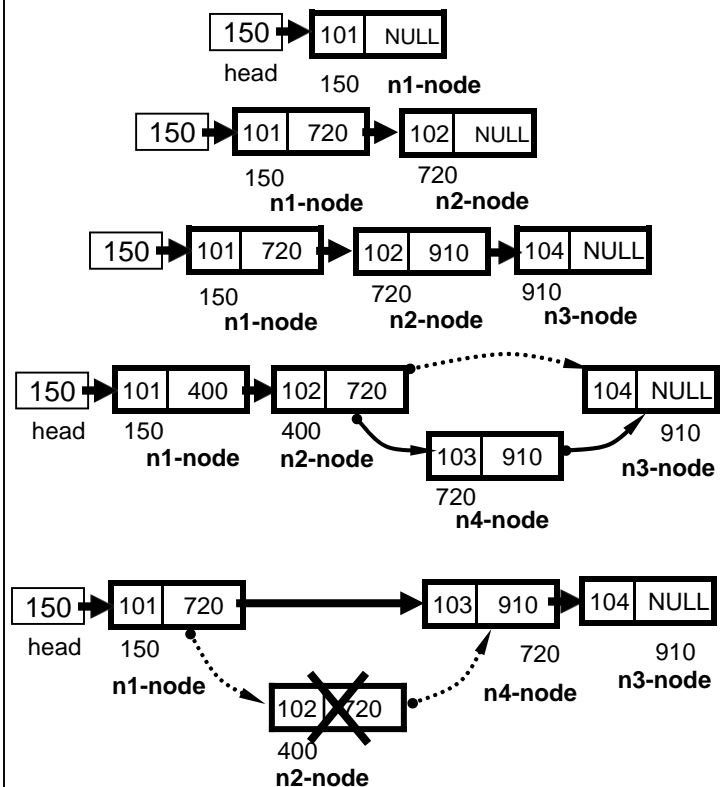 150 101 NULL
head 150 n1-node
150 101 720 102 NULL
150 720
n1-node n2-node
150 101 720 102 910 104 NULL
150 720 910
n1-node n2-node n3-node
150 101 400 102 720 104 NULL
head 150 400 910
n1-node n2-node n3-node
103 910
720
n4-node
150 101 720 103 910 104 NULL
head 150 720 910
n1-node n4-node n3-node
102 720
400
n2-node